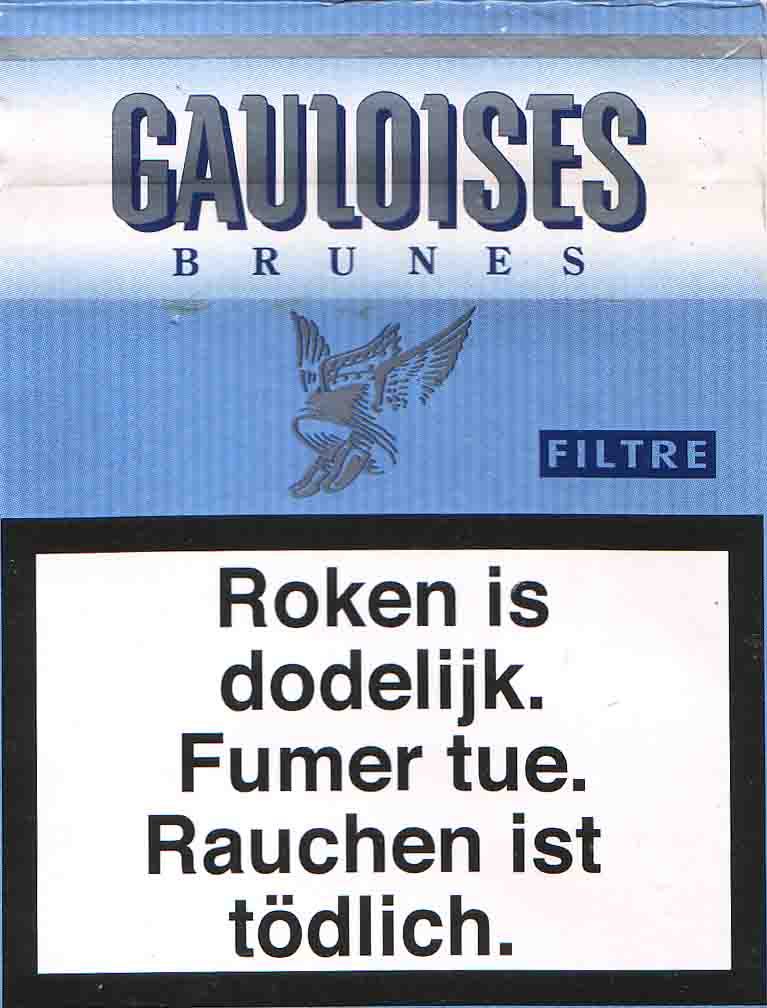 GAULOISES
BRUNES
FILTRE
Roken is
dodelijk.
Fumer tue.
Rauchen ist
tödlich.